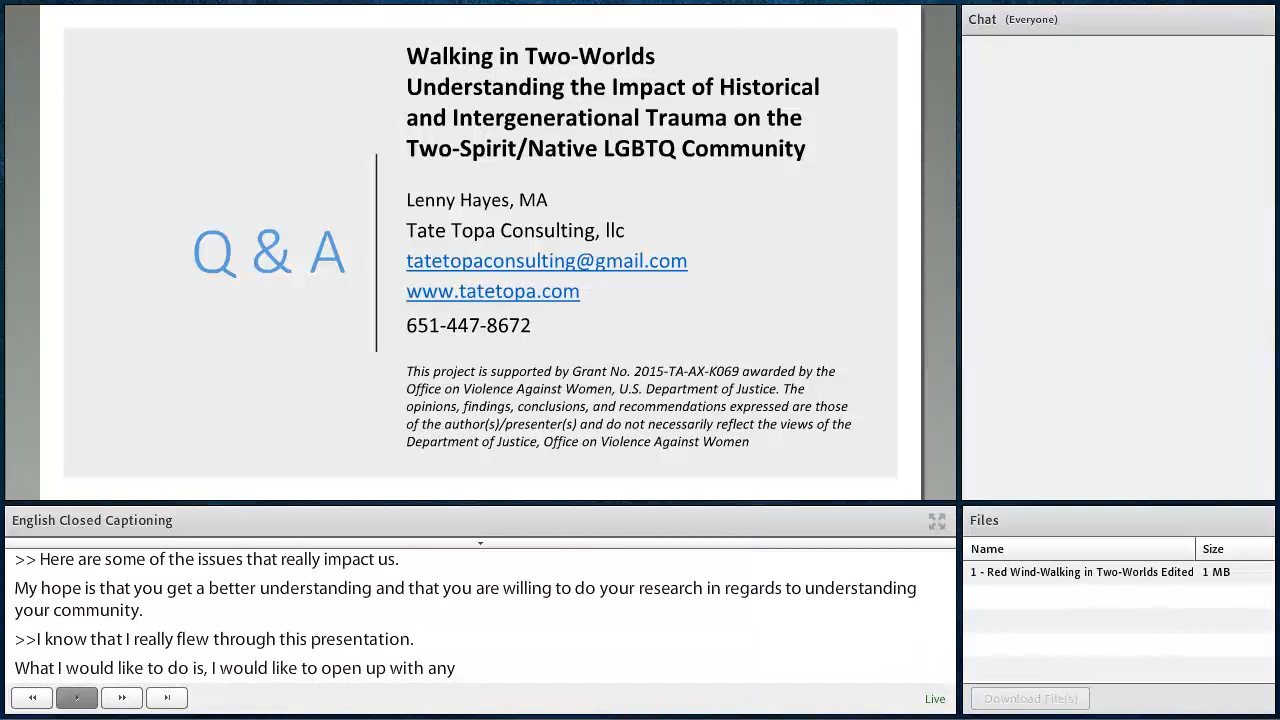 Walking in Two-Worlds
Understanding the Impact of Historical
and Intergenerational Trauma on the
Two-Spirit/Native LGBTQ Community
Q & A
Lenny Hayes, MA
Tate Topa Consulting, llc
tatetopaconsulting@gmail.com
www.tatetopa.com
651-447-8672
This project is supported by Grant No. 2015-TA-AX-K069 awarded by the
Office on Violence Against Women, U.S. Department of Justice. The
opinions, findings, conclusions, and recommendations expressed are those
of the author(s)/presenter(s) and do not necessarily reflect the views of the
Department of Justice, Office on Violence Against Women
Chat (Everyone)
English Closed Captioning
>> Here are some of the issues that really impact us.
My hope is that you get a better understanding and that you are willing to do your research in regards to understanding
your community.
>>I know that I really flew through this presentation.
What I would like to do is, I would like to open up with any
Live
Files
Name Size
1 - Red Wind-Walking in Two-Worlds Edited 1 MB
Download File(s)